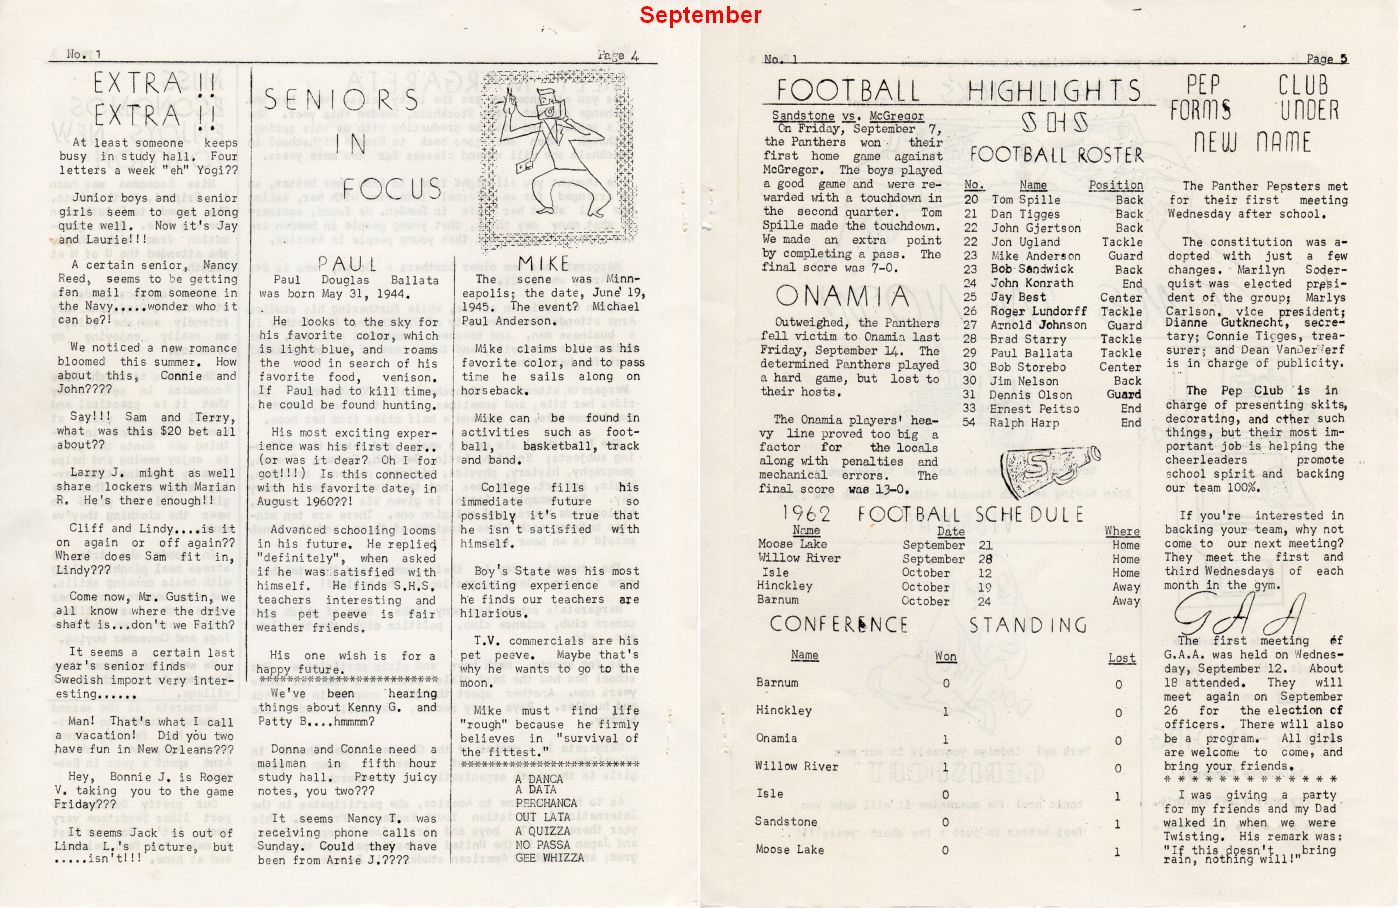 September
No. 1 Page 4
EXTRA !!
EXTRA !!
At least someone keeps
busy in study hall. Four
letters a week "eh" Yogi??
Junior boys and senior
girls seem to get along
quite well. Now it's Jay
and Laurie!!!
A certain senior, Nancy
Reed, seems to be getting
fan mail from someone in
the Navy.....wonder who it
can be?!
We noticed a new romance
bloomed this summer. How
about this, Connie and
John????
Say!!! Sam and Terry,
what was this $20 bet all
about??
Larry J. might as well
share lockers with Marian
R. He's there enough!!
Cliff and Lindy....is it
on again or off again??
Where does Sam fit in,
Lindy???
Come now, Mr. Gustin, we
all know where the drive
shaft is...don't we Faith?
It seems a certain last
year's senior finds our
Swedish import very inter-
esting......
Man! That's what I call
a vacation! Did you two
have fun in New Orleans???
Hey, Bonnie J. is Roger
V. taking you to the game
Friday???
It seems Jack is out of
Linda L.'s picture, but
.....isn't!!!
SENIORS
IN
FOCUS
PAUL
Paul Douglas Ballata
was born May 31, 1944.
He looks to the sky for
his favorite color, which
is light blue, and roams
the wood in search of his
favorite food, venison.
If Paul had to kill time,
he could be found hunting.
His most exciting exper-
ience was his first deer..
(or was it dear? Oh I for
got!!!) Is this connected
with his favorite date, in
August 1960??!
Advanced schooling looms
in his future. He replied
"definitely", when asked
if he was satisfied with
himself. He finds S.H.S.
teachers interesting and
his pet peeve is fair
weather friends.
His one wish is for a
happy future.
**************************
We've been hearing
things about Kenny G. and
Patty B....hmmmm?
Donna and Connie need a
mailman in fifth hour
study hall. Pretty juicy
notes, you two???
It seems Nancy T. was
receiving phone calls on
Sunday. Could they have
been from Arnie J.????
MIKE
The scene was Minn-
eapolis; the date, June 19,
1945. The event? Michael
Paul Anderson.
Mike claims blue as his
favorite color, and to pass
time he sails along on
horseback.
Mike can be found in
activities such as foot-
ball, basketball, track
and band.
College fills his
immediate future so
possibly it's true that
he isn't satisfied with
himself.
Boy's State was his most
exciting experience and
he finds our teachers are
hilarious.
T.V. commercials are his
pet peeve. Maybe that's
why he wants to go to the
moon.
Mike must find life
"rough" because he firmly
believes in "survival of
the fittest."
**************************
A DANCA
A DATA
PERCHANCA
OUT LATA
A QUIZZA
NO PASSA
GEE WHIZZA
No. 1 Page 5
FOOTBALL HIGHLIGHTS
Sandstone vs. McGregor
On Friday, September 7,
the Panthers won their
first home game against
McGregor. The boys played
a good game and were re-
warded with a touchdown in
the second quarter. Tom
Spille made the touchdown.
We made an extra point
by completing a pass. The
final score was 7-0.
ONAMIA
Outweighed, the Panthers
fell victim to Onamia last
Friday, September 14. The
determined Panthers played
a hard game, but lost to
their hosts.
The Onamia players' hea-
vy line proved too big a
factor for the locals
along with penalties and
mechanical errors. The
final score was 13-0.
SHS
FOOTBALL ROSTER
No. Name Position
20 Tom Spille Back
21 Dan Tigges Back
22 John Gjertson Back
22 Jon Ugland Tackle
23 Mike Anderson Guard
23 Bob Sandwick Back
24 John Konrath End
25 Jay Best Center
26 Roger Lundorff Tackle
27 Arnold Johnson Guard
28 Brad Starry Tackle
29 Paul Ballata Tackle
30 Bob Storebo Center
30 Jim Nelson Back
31 Dennis Olson Guard
33 Ernest Peitso End
54 Ralph Harp End
S
1962 FOOTBALL SCHEDULE
Name Date Where
Moose Lake September 21 Home
Willow River September 28 Home
Isle October 12 Home
Hinckley October 19 Away
Barnum October 24 Away
CONFERENCE STANDING
Name Won Lost
Barnum 0 0
Hinckley 1 0
Onamia 1 0
Willow River 1 0
Isle 0 1
Sandstone 0 1
Moose Lake 0 1
PEP CLUB
FORMS UNDER
NEW NAME
The Panther Pepsters met
for their first meeting
Wednesday after school.
The constitution was a-
dopted with just a few
changes. Marilyn Soder-
quist was elected presi-
dent of the group; Marlys
Carlson, vice president;
Dianne Gutknecht, secre-
tary; Connie Tigges, trea-
surer; and Dean VanDerWerf
is in charge of publicity.
The Pep Club is in
charge of presenting skits,
decorating, and other such
things, but their most im-
portant job is helping the
cheerleaders promote
school spirit and backing
our team 100%.
If you're interested in
backing your team, why not
come to our next meeting?
They meet the first and
third Wednesdays of each
month in the gym.
GAA
The first meeting of
G.A.A. was held on Wednes-
day, September 12. About
18 attended. They will
meet again on September
26 for the election of
officers. There will also
be a program. All girls
are welcome to come, and
bring your friends.
* * * * * * * * * * * * *
I was giving a party
for my friends and my Dad
walked in when we were
Twisting. His remark was:
"If this doesn't bring
rain, nothing will!"